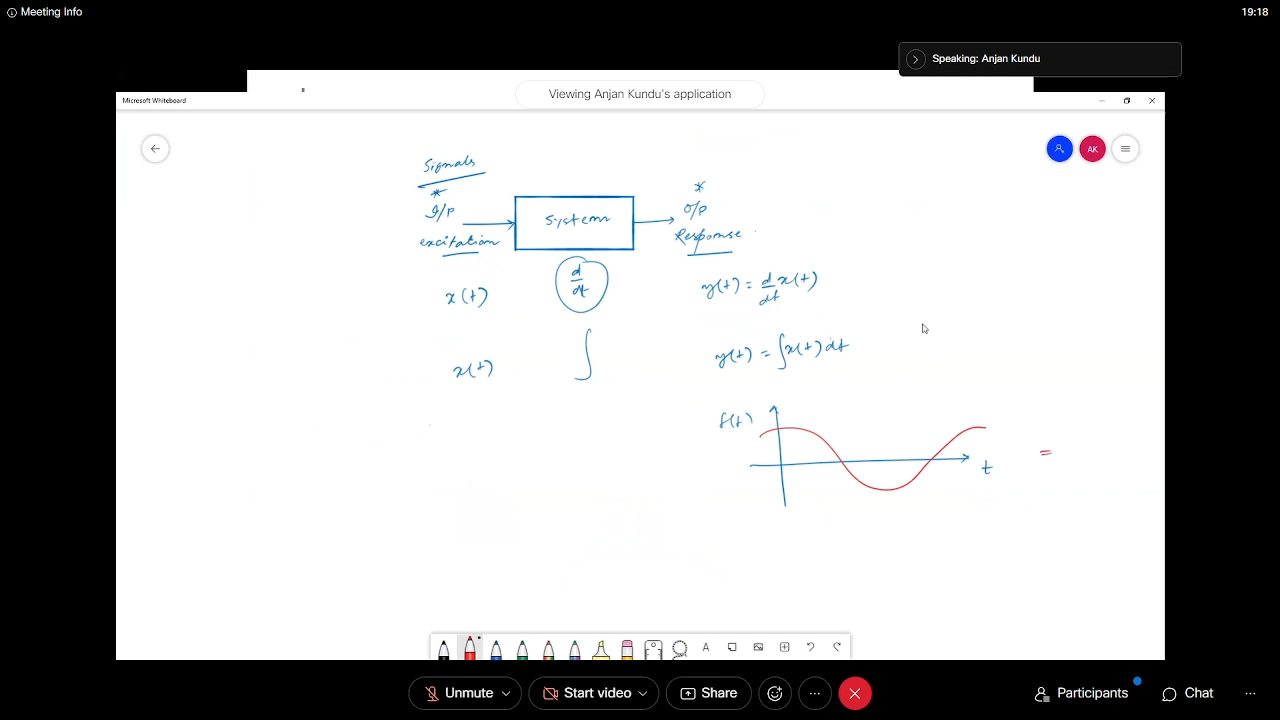 Meeting Info
19:18
Speaking: Anjan Kundu
Viewing Anjan Kundu's application
Microsoft Whiteboard
AK
Signals
* *
I/P systems O/P
excitation Response
x(t) d/dt y(t) = d/dt x(t)
x(t) ∫ y(t) = ∫x(t) dt
f(t)
t
=
A
Unmute
Start video
Share
Participants
Chat